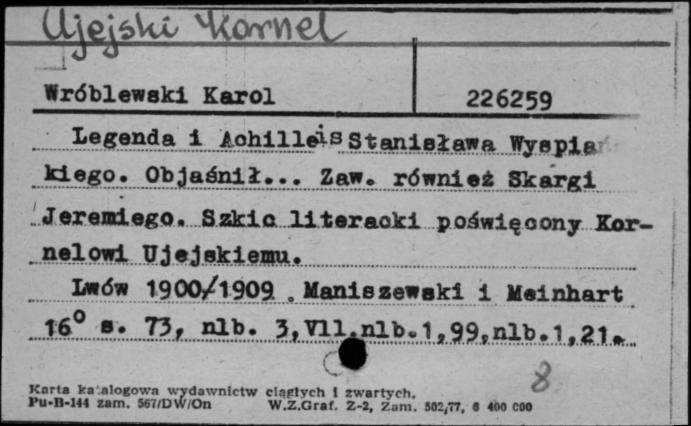 Ujejski Kornel
Wróblewski Karol
226259
Legenda i Achilleis Stanisława Wyspiań
kiego. Objaśnił... Zaw. również Skargi
Jeremiego. Szkic literacki poświęcony Kor-
nelowi Ujejskiemu.
Lwów 1900/1909 . Maniszewski i Meinhart
16° s. 73, nlb. 3,Vll.nlb.1,99,nlb.1,21.
8
Karta katalogowa wydawnictw ciągłych i zwartych.
Pu-B-144 zam. 567/DW/On W.Z.Graf. Z-2, Zam. 502/77, 6 400 000